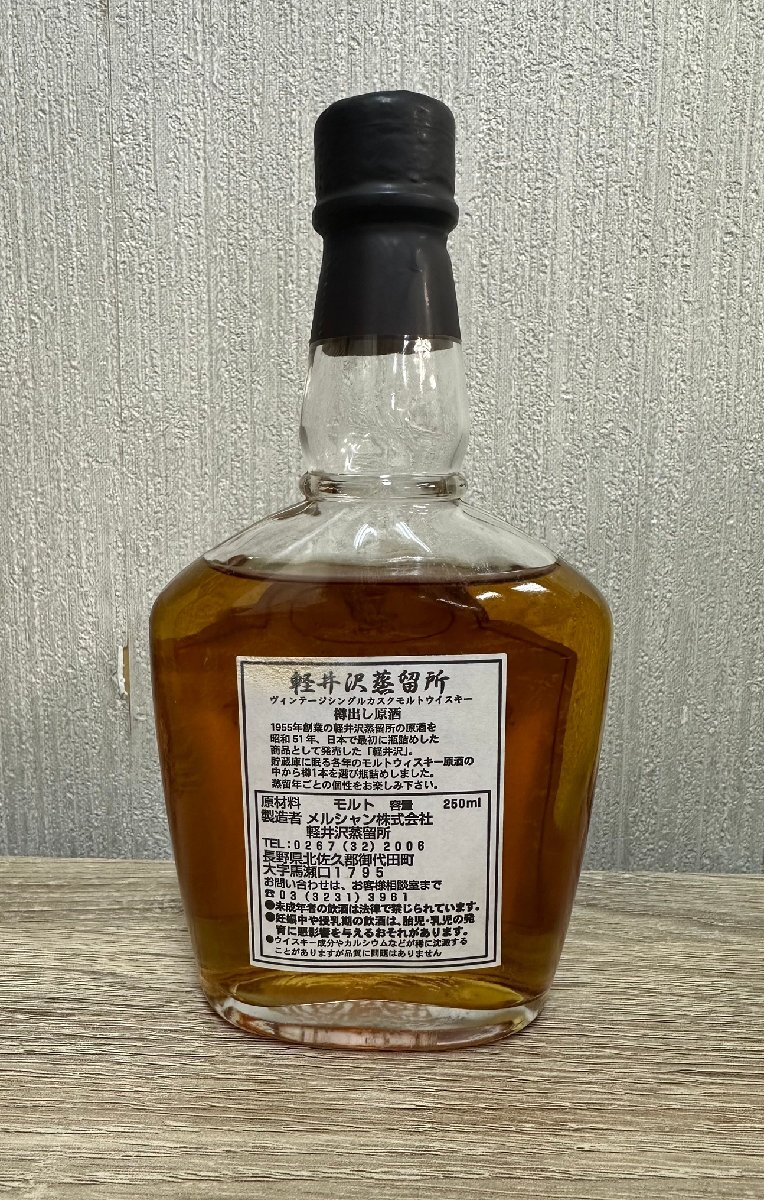 軽井沢蒸留所
ヴィンテージシングルカスクモルトウイスキー
樽出し原酒
1955年創業の軽井沢蒸留所の原酒を
昭和51年、日本で最初に瓶詰めした
商品として発売した「軽井沢」。
貯蔵庫に眠る各年のモルトウィスキー原酒の
中から樽1本を選び瓶詰めしました。
蒸留年ごとの個性をお楽しみ下さい。
原材料 モルト 容量 250ml
製造者 メルシャン株式会社
軽井沢蒸留所
TEL:0267(32)2006
長野県北佐久郡御代田町
大字馬瀬口1795
お問い合わせは、お客様相談室まで
☎03(3231)3961
●未成年者の飲酒は法律で禁じられています。
●妊娠中や授乳期の飲酒は、胎児・乳児の発
育に悪影響を与えるおそれがあります。
●ウイスキー成分やカルシウムなどが稀に沈澱する
ことがありますが品質に問題はありません